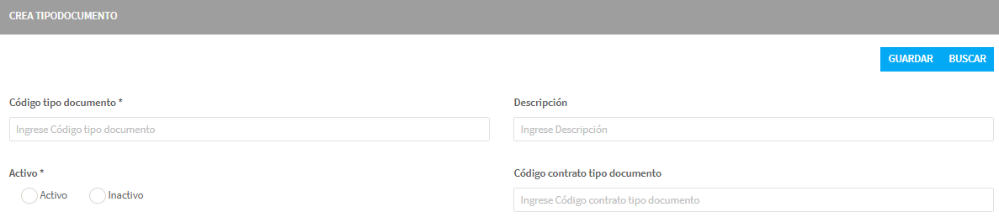 CREA TIPODOCUMENTO
GUARDAR BUSCAR
Código tipo documento * Descripción
Ingrese Código tipo documento Ingrese Descripción
Activo * Código contrato tipo documento
Activo Inactivo Ingrese Código contrato tipo documento